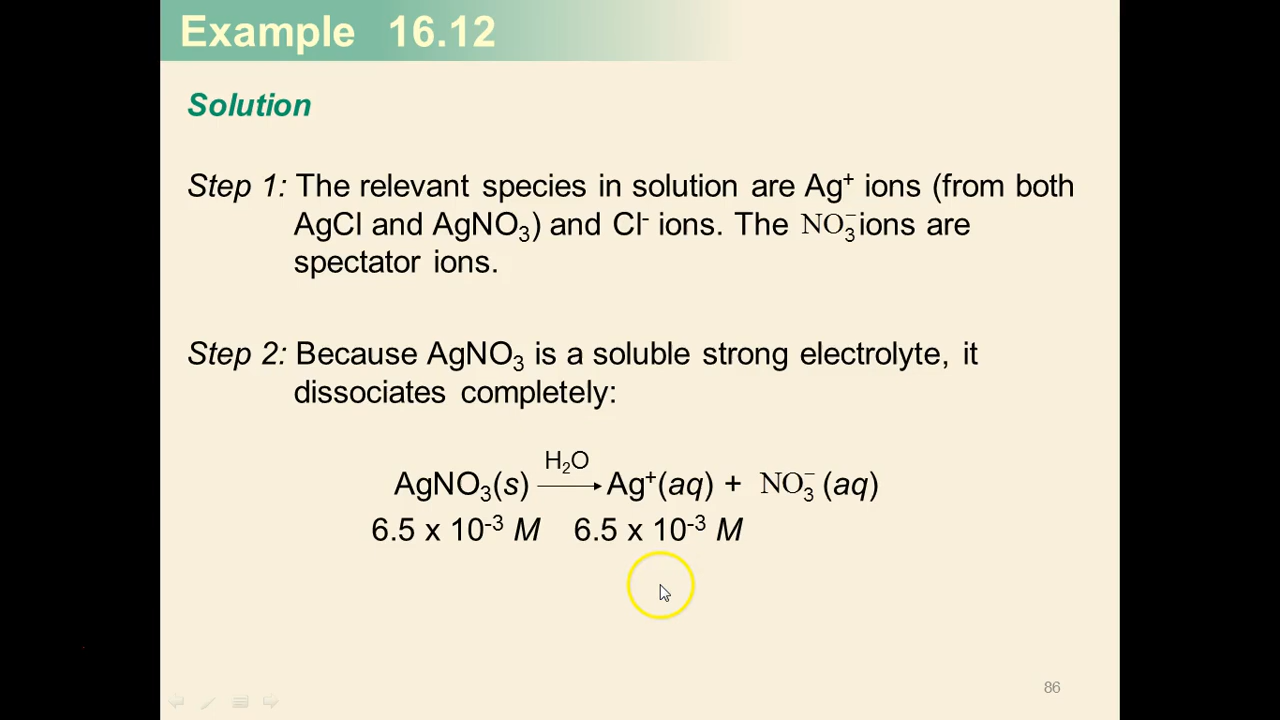 Example 16.12
Solution
Step 1: The relevant species in solution are Ag⁺ ions (from both
AgCl and AgNO₃) and Cl⁻ ions. The NO₃⁻ ions are
spectator ions.
Step 2: Because AgNO₃ is a soluble strong electrolyte, it
dissociates completely:
H₂O
AgNO₃(s) ⟶ Ag⁺(aq) + NO₃⁻ (aq)
6.5 x 10⁻³ M 6.5 x 10⁻³ M
86